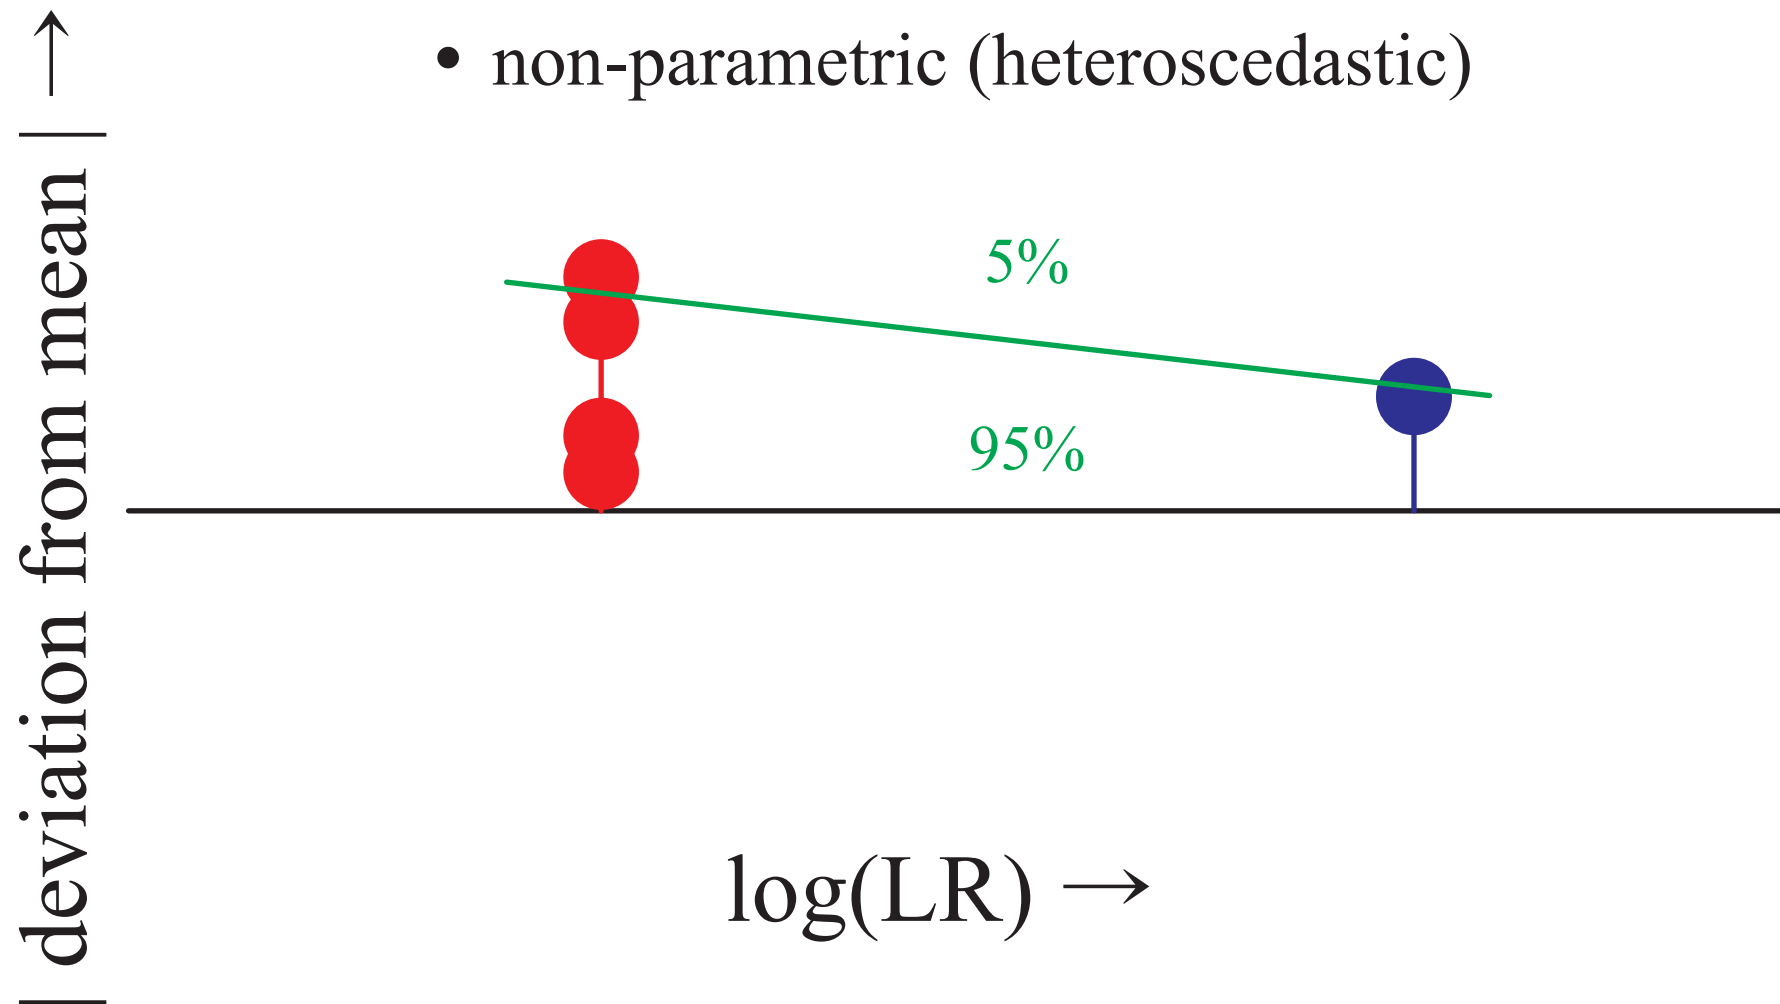 • non-parametric (heteroscedastic)
| deviation from mean | →
5%
95%
log(LR) →